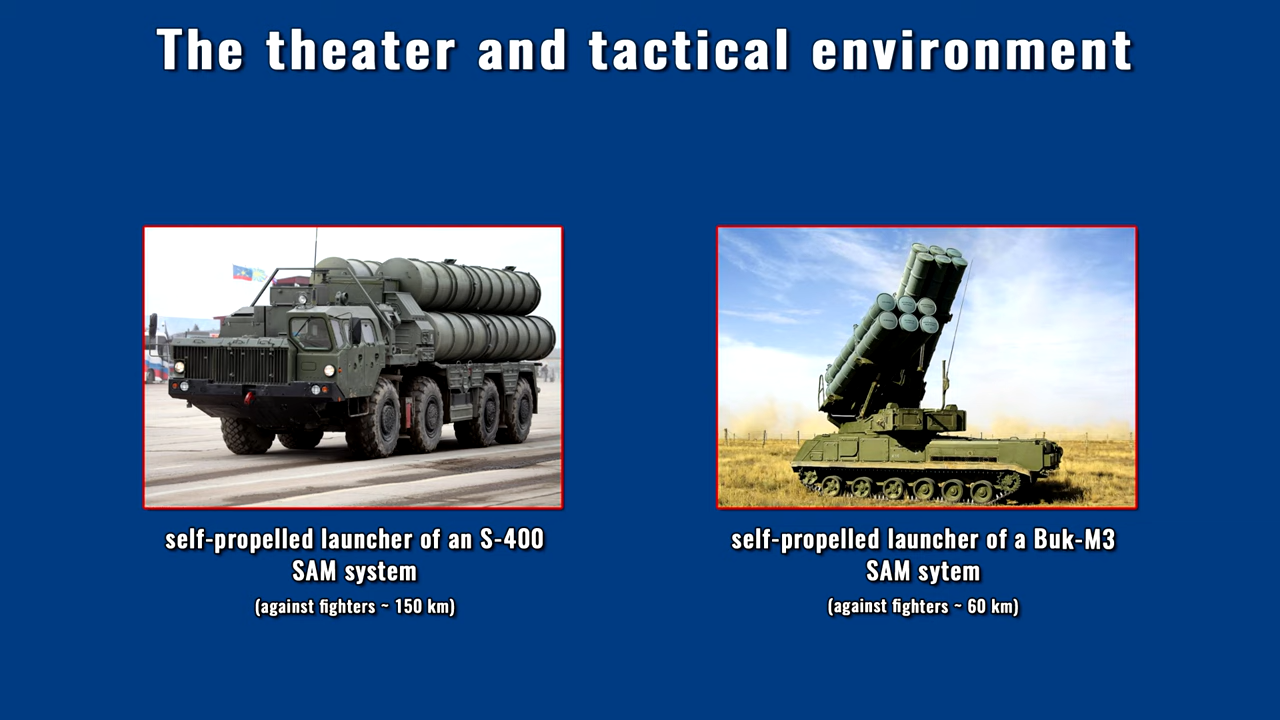 The theater and tactical environment
self-propelled launcher of an S-400
SAM system
(against fighters ~ 150 km)
self-propelled launcher of a Buk-M3
SAM sytem
(against fighters ~ 60 km)